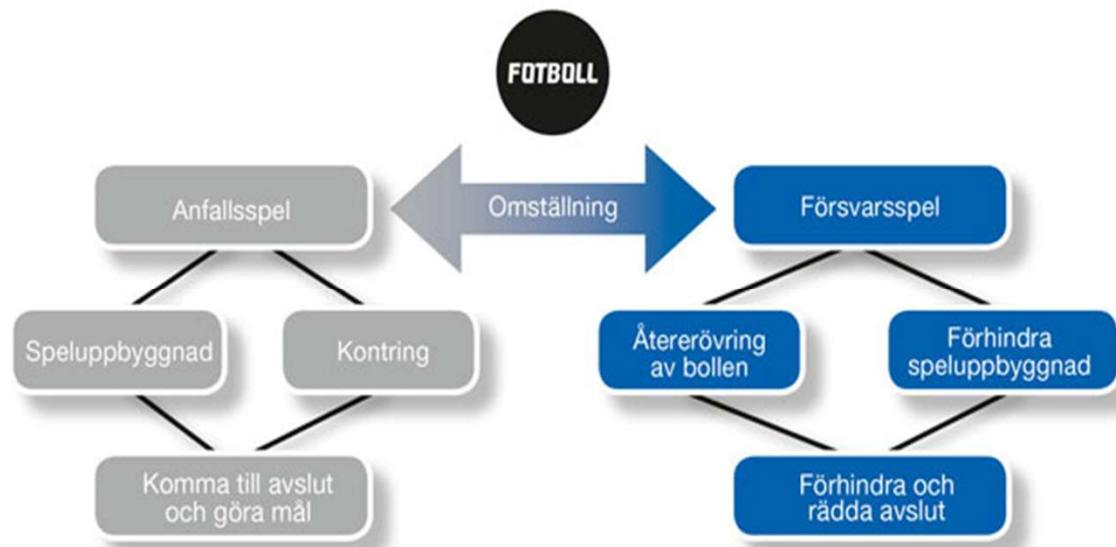 FOTBOLL
Anfallsspel
Omställning
Försvarsspel
Speluppbyggnad
Kontring
Återerövring
av bollen
Förhindra
speluppbyggnad
Komma till avslut
och göra mål
Förhindra och
rädda avslut